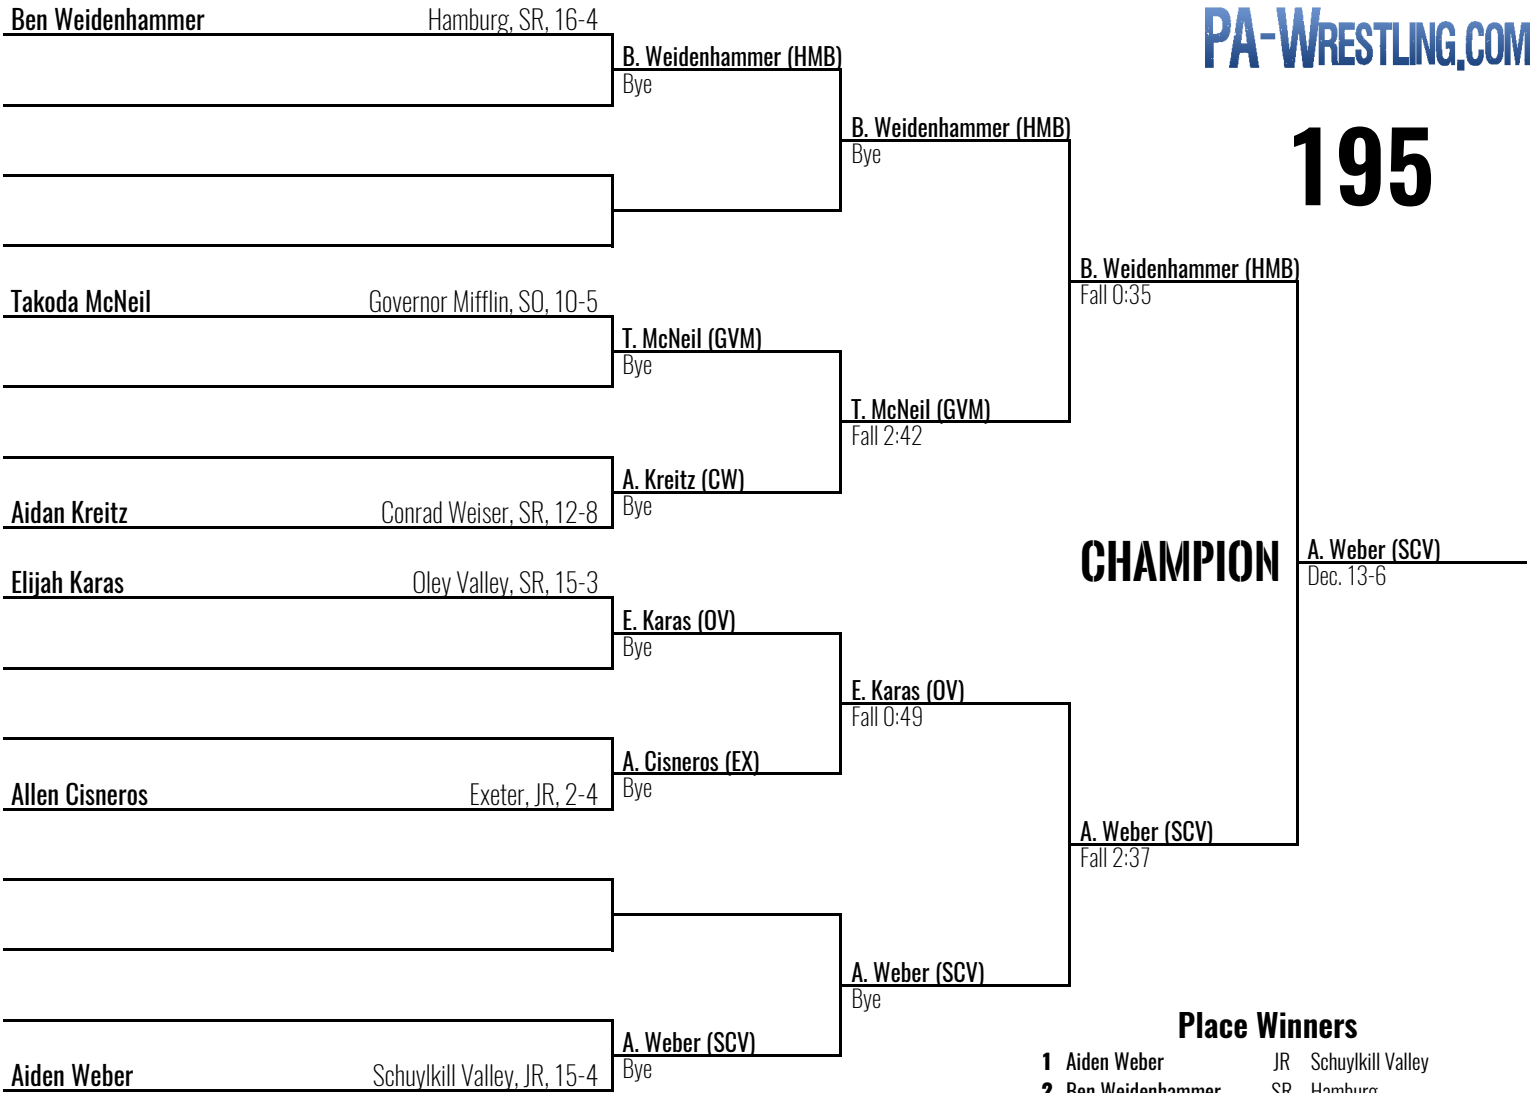 Ben Weidenhammer Hamburg, SR, 16-4
PA-WRESTLING.COM
B. Weidenhammer (HMB)
Bye
B. Weidenhammer (HMB)
Bye
195
B. Weidenhammer (HMB)
Fall 0:35
Takoda McNeil Governor Mifflin, SO, 10-5
T. McNeil (GVM)
Bye
T. McNeil (GVM)
Fall 2:42
A. Kreitz (CW)
Bye
Aidan Kreitz Conrad Weiser, SR, 12-8
CHAMPION
A. Weber (SCV)
Dec. 13-6
Elijah Karas Oley Valley, SR, 15-3
E. Karas (OV)
Bye
E. Karas (OV)
Fall 0:49
A. Cisneros (EX)
Bye
Allen Cisneros Exeter, JR, 2-4
A. Weber (SCV)
Fall 2:37
A. Weber (SCV)
Bye
A. Weber (SCV)
Bye
Aiden Weber Schuylkill Valley, JR, 15-4
Place Winners
1 Aiden Weber JR Schuylkill Valley
2 Ben Weidenhammer SR Hamburg